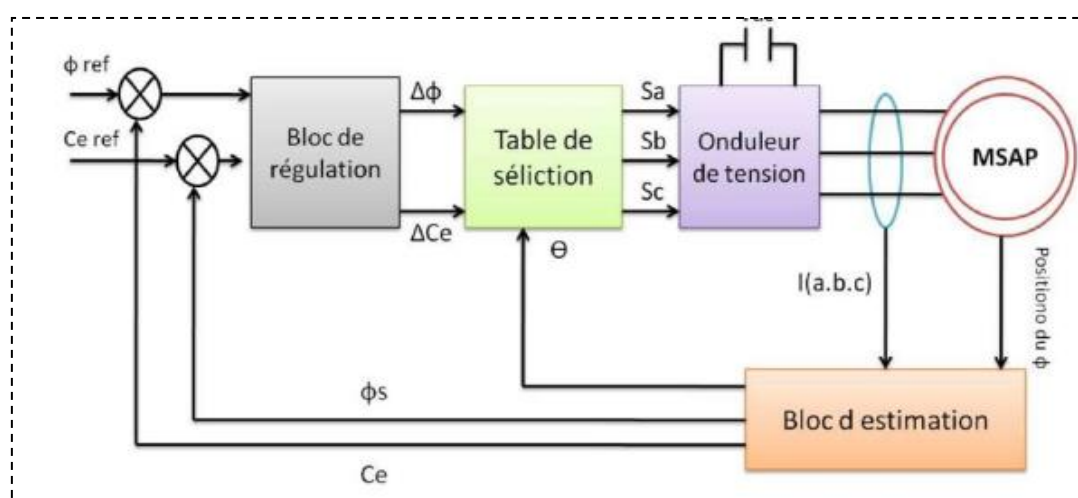 ϕ ref
Ce ref
Bloc de
régulation
Δϕ
ΔCe
Table de
séliction
Sa
Sb
Sc
Onduleur
de tension
MSAP
Ɵ
I(a.b.c)
Positiono du ϕ
ϕs
Ce
Bloc d estimation